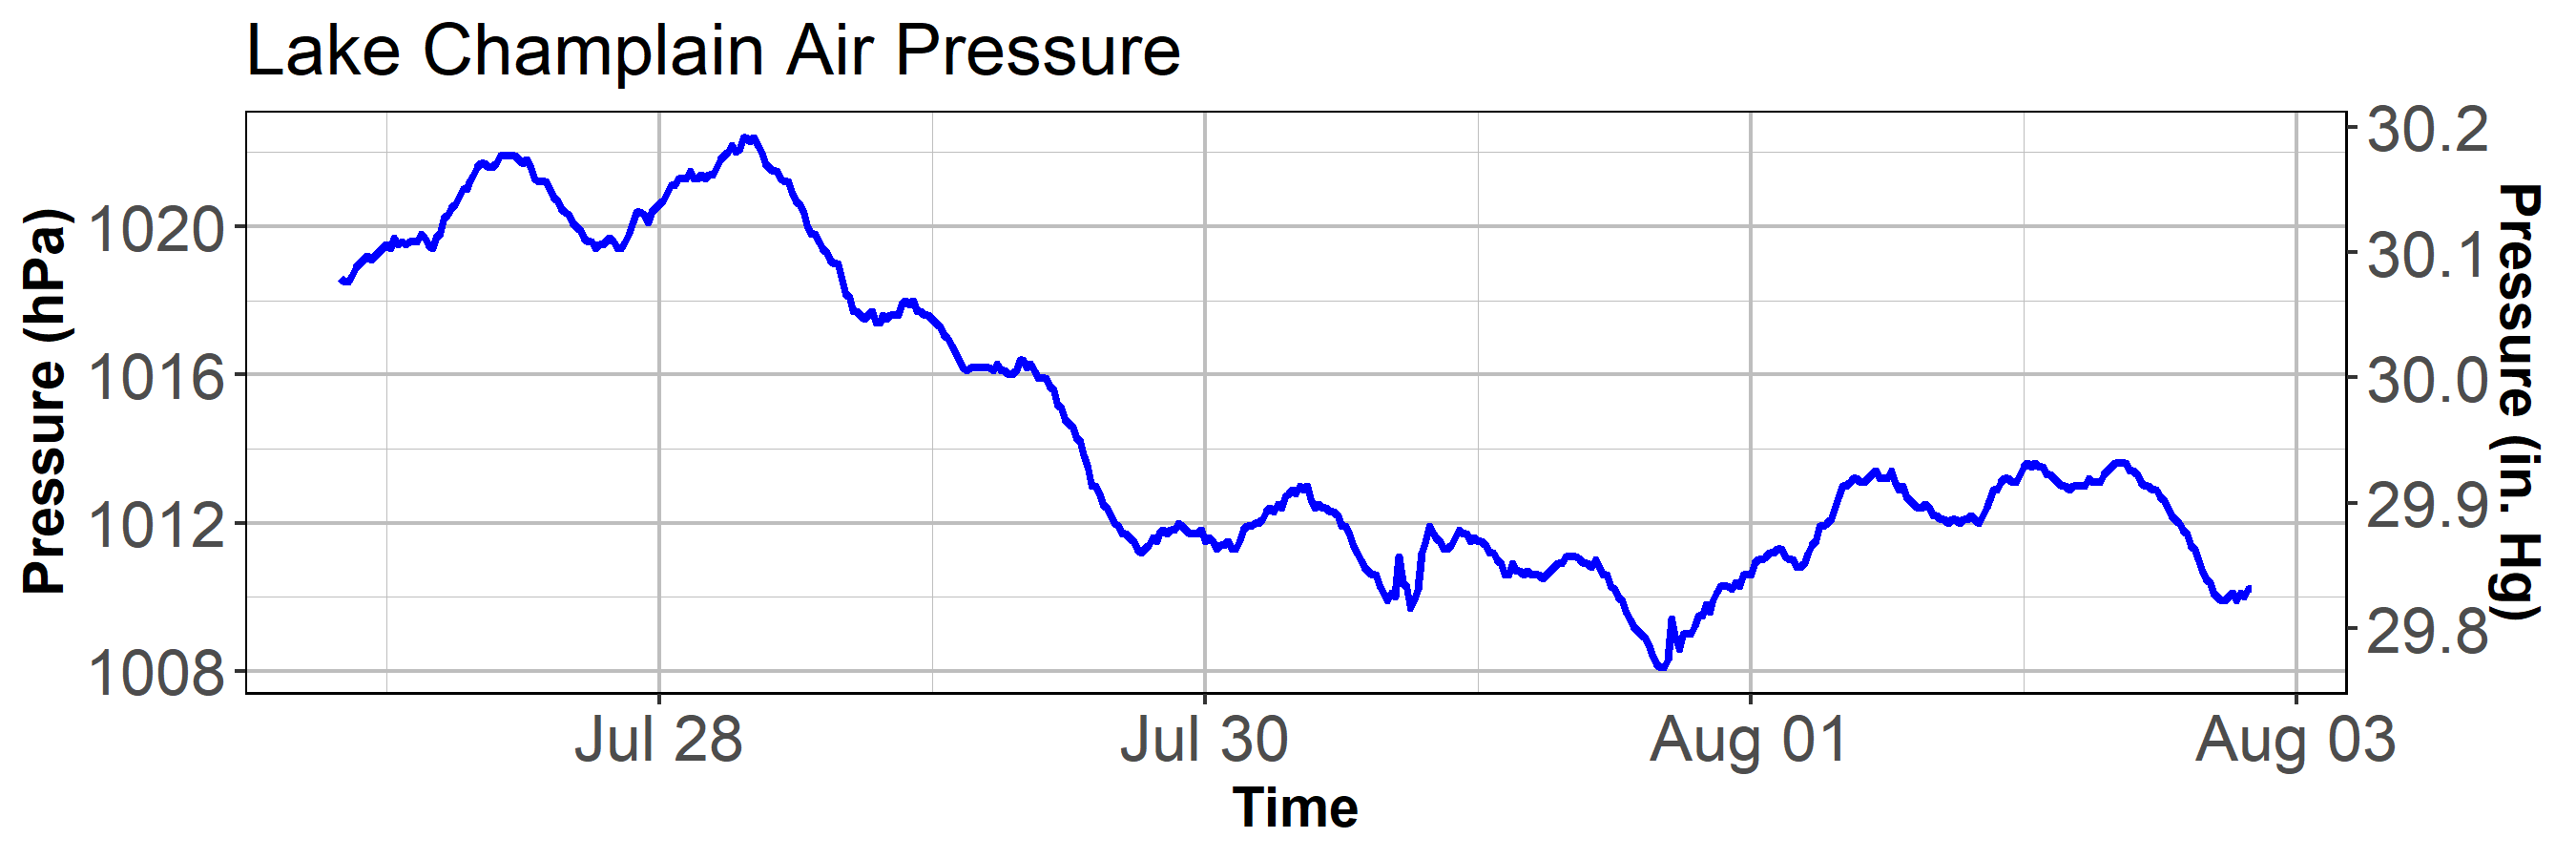 Lake Champlain Air Pressure
Pressure (hPa)
1020
1016
1012
1008
30.2
30.1
30.0
29.9
29.8
Pressure (in. Hg)
Jul 28
Jul 30
Aug 01
Aug 03
Time